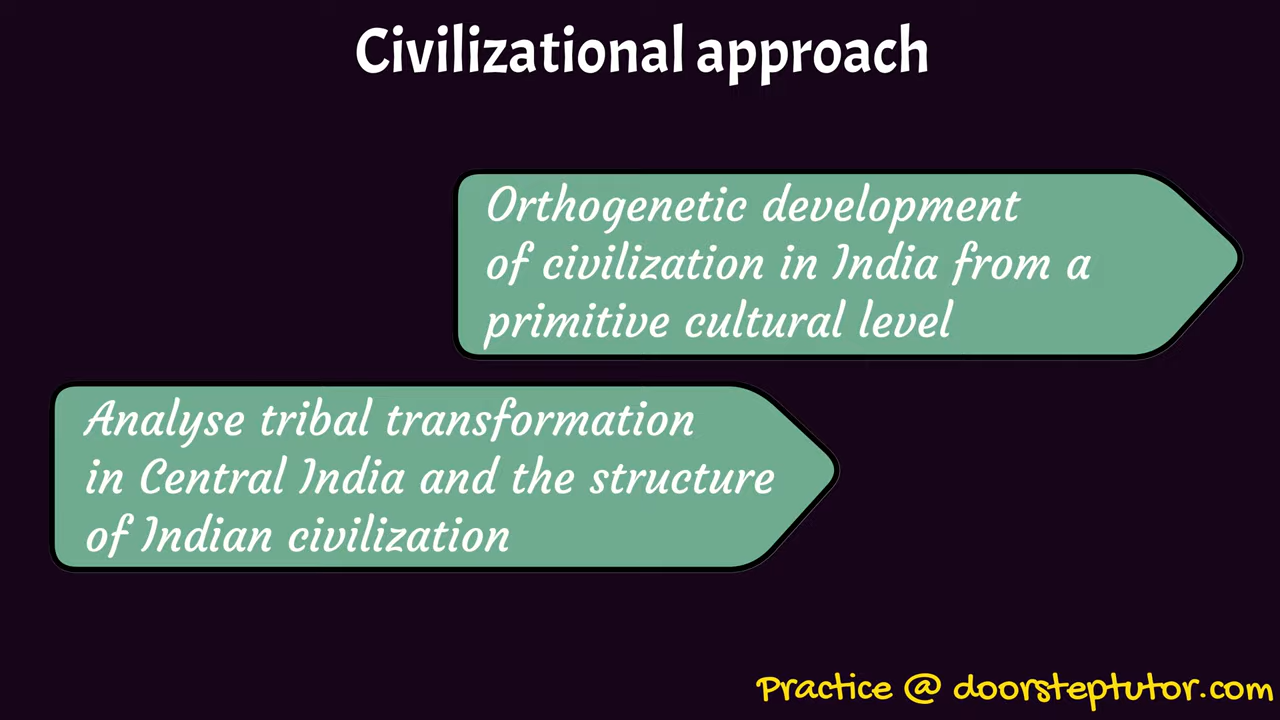 Civilizational approach
Orthogenetic development
of civilization in India from a
primitive cultural level
Analyse tribal transformation
in Central India and the structure
of Indian civilization
Practice @ doorsteptutor.com